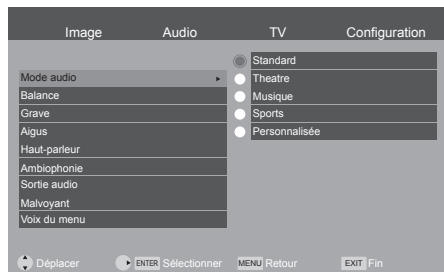 Image Audio TV Configuration
Mode audio
Balance
Grave
Aigus
Haut-parleur
Ambiophonie
Sortie audio
Malvoyant
Voix du menu
Standard
Theatre
Musique
Sports
Personnalisée
Déplacer ENTER Sélectionner MENU Retour EXIT Fin